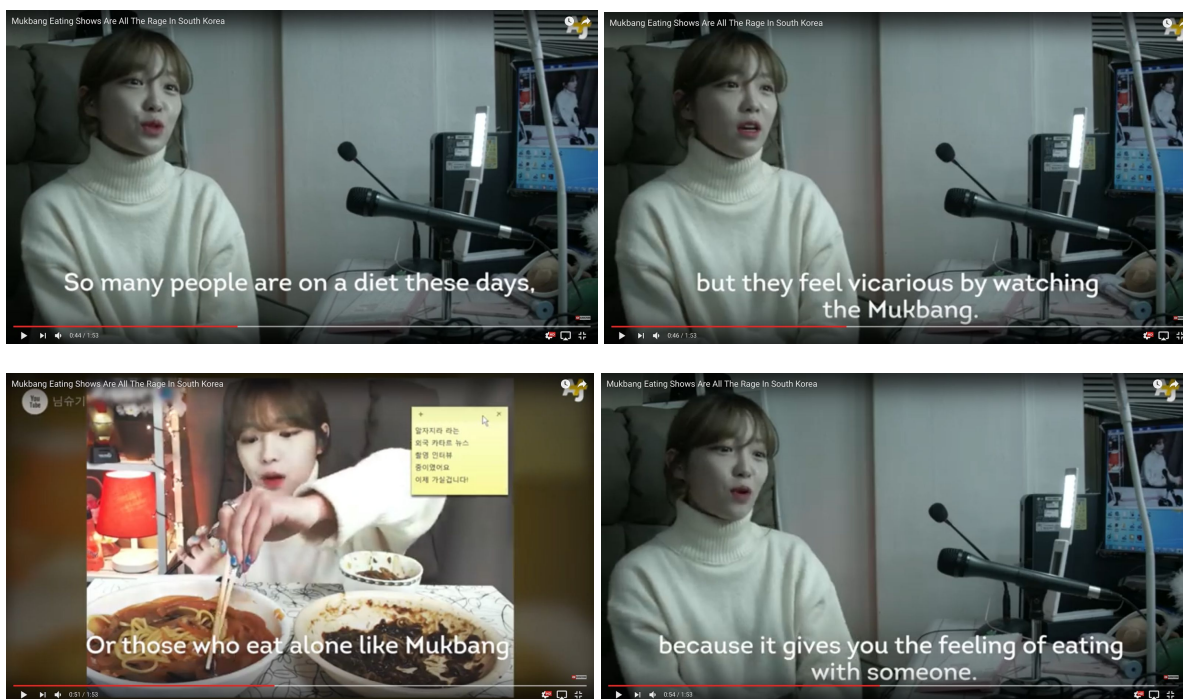 Mukbang Eating Shows Are All The Rage In South Korea
So many people are on a diet these days,
0:44 / 1:53
Mukbang Eating Shows Are All The Rage In South Korea
but they feel vicarious by watching
the Mukbang.
0:46 / 1:53
Mukbang Eating Shows Are All The Rage In South Korea
You
Tube
님슈기
알자지라 라는
외국 카타르 뉴스
촬영 인터뷰
중이였어요
이제 가실겁니다!
Or those who eat alone like Mukbang
0:51 / 1:53
Mukbang Eating Shows Are All The Rage In South Korea
because it gives you the feeling of eating
with someone.
0:54 / 1:53